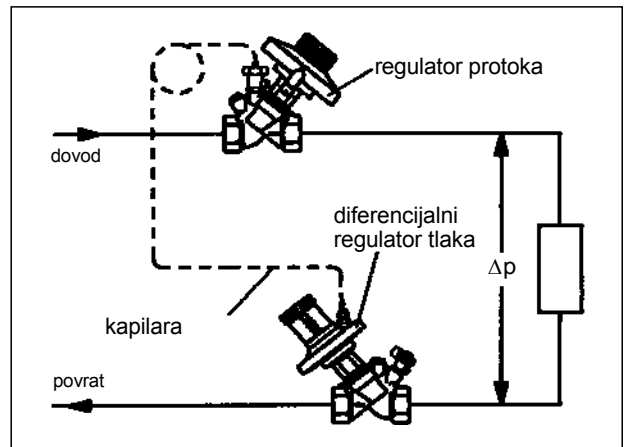 regulator protoka
dovod
diferencijalni
regulator tlaka
Δp
kapilara
povrat